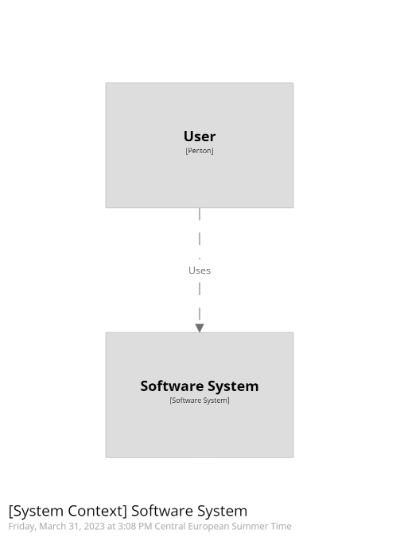 User
[Person]
Uses
Software System
[Software System]
[System Context] Software System
Friday, March 31, 2023 at 3:08 PM Central European Summer Time